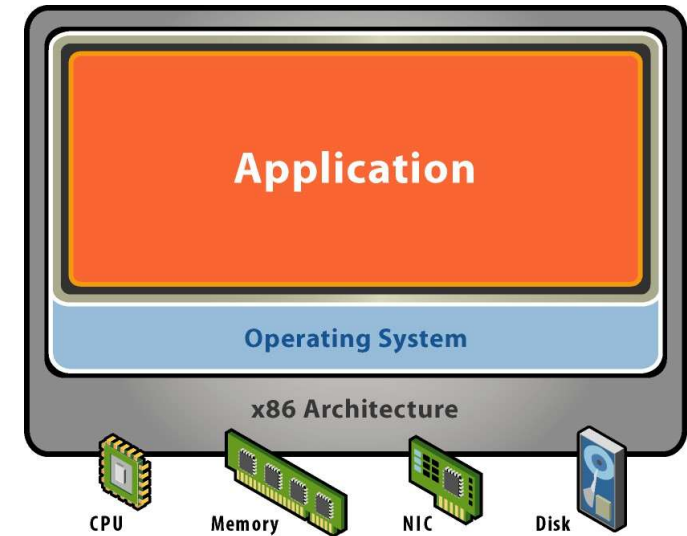 Application
Operating System
x86 Architecture
CPU
Memory
NIC
Disk